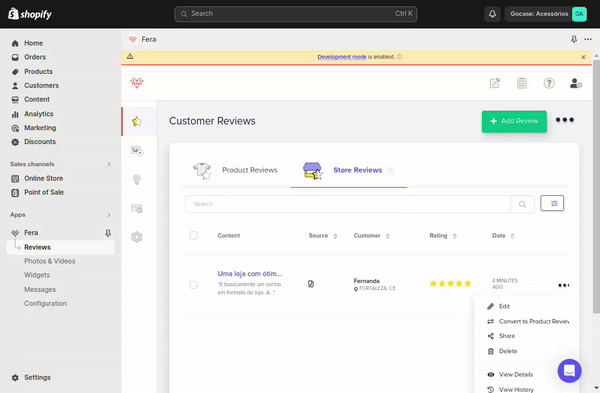 shopify
Search
Ctrl K
Gocase: Acessórios
GA
Home
Orders
Products
Customers
Content
Analytics
Marketing
Discounts
Sales channels
Online Store
Point of Sale
Apps
Fera
Reviews
Photos & Videos
Widgets
Messages
Configuration
Settings
Fera
Development mode is enabled.
Customer Reviews
+ Add Review
Product Reviews
Store Reviews
Search
Content
Source
Customer
Rating
Date
Uma loja com ótim...
"E basicamente um sonho
em formato de loja. A..."
Fernanda
FORTALEZA, CE
4 MINUTES
AGO
Edit
Convert to Product Review
Share
Delete
View Details
View History